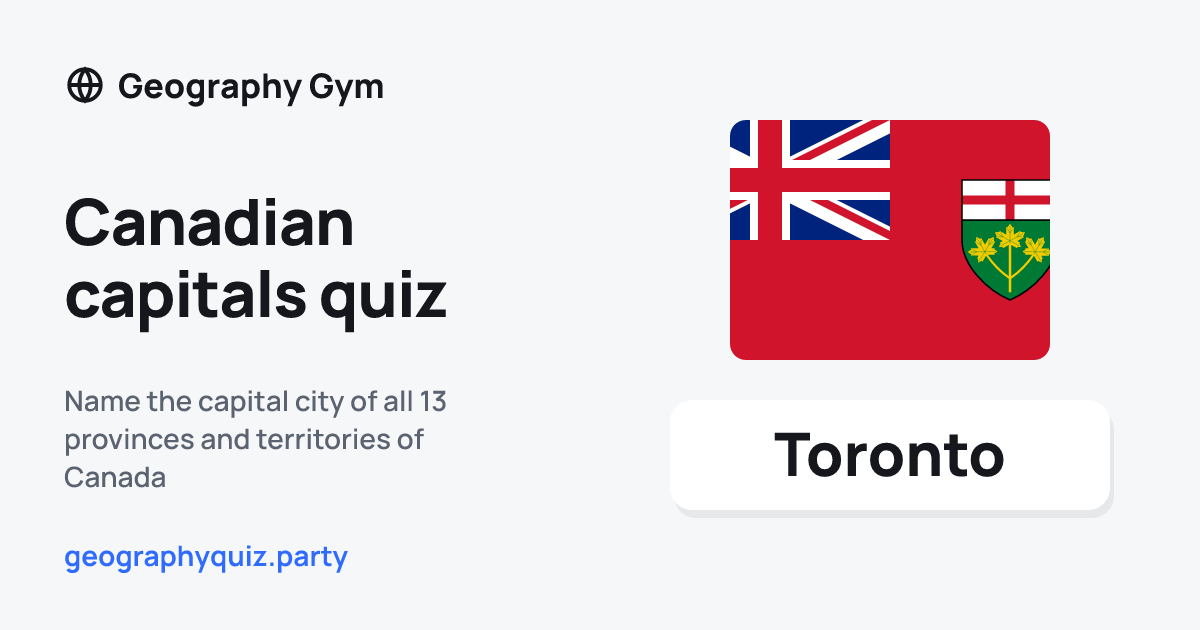 Geography Gym
Canadian
capitals quiz
Name the capital city of all 13
provinces and territories of
Canada
geographyquiz.party
Toronto